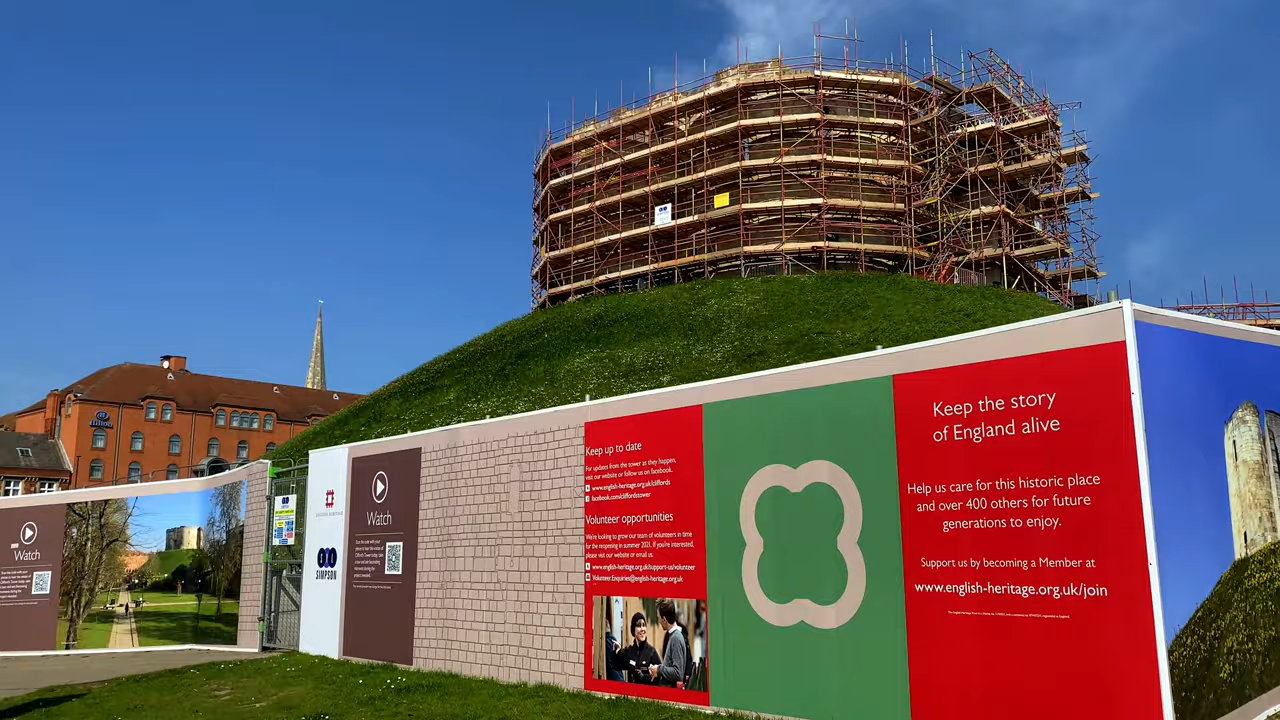 Hilton
SIMPSON
Watch
Watch
ENGLISH HERITAGE
SIMPSON
Keep up to date
For updates from the tower as they happen,
visit our website or follow us on facebook.
www.english-heritage.org.uk/cliffords
facebook.com/cliffordstower
Volunteer opportunities
We're looking to grow our team of volunteers in time
for the reopening in summer 2021. If you're interested,
please visit our website or email us.
www.english-heritage.org.uk/support-us/volunteer
Volunteer.Enquiries@english-heritage.org.uk
Keep the story
of England alive
Help us care for this historic place
and over 400 others for future
generations to enjoy.
Support us by becoming a Member at
www.english-heritage.org.uk/join